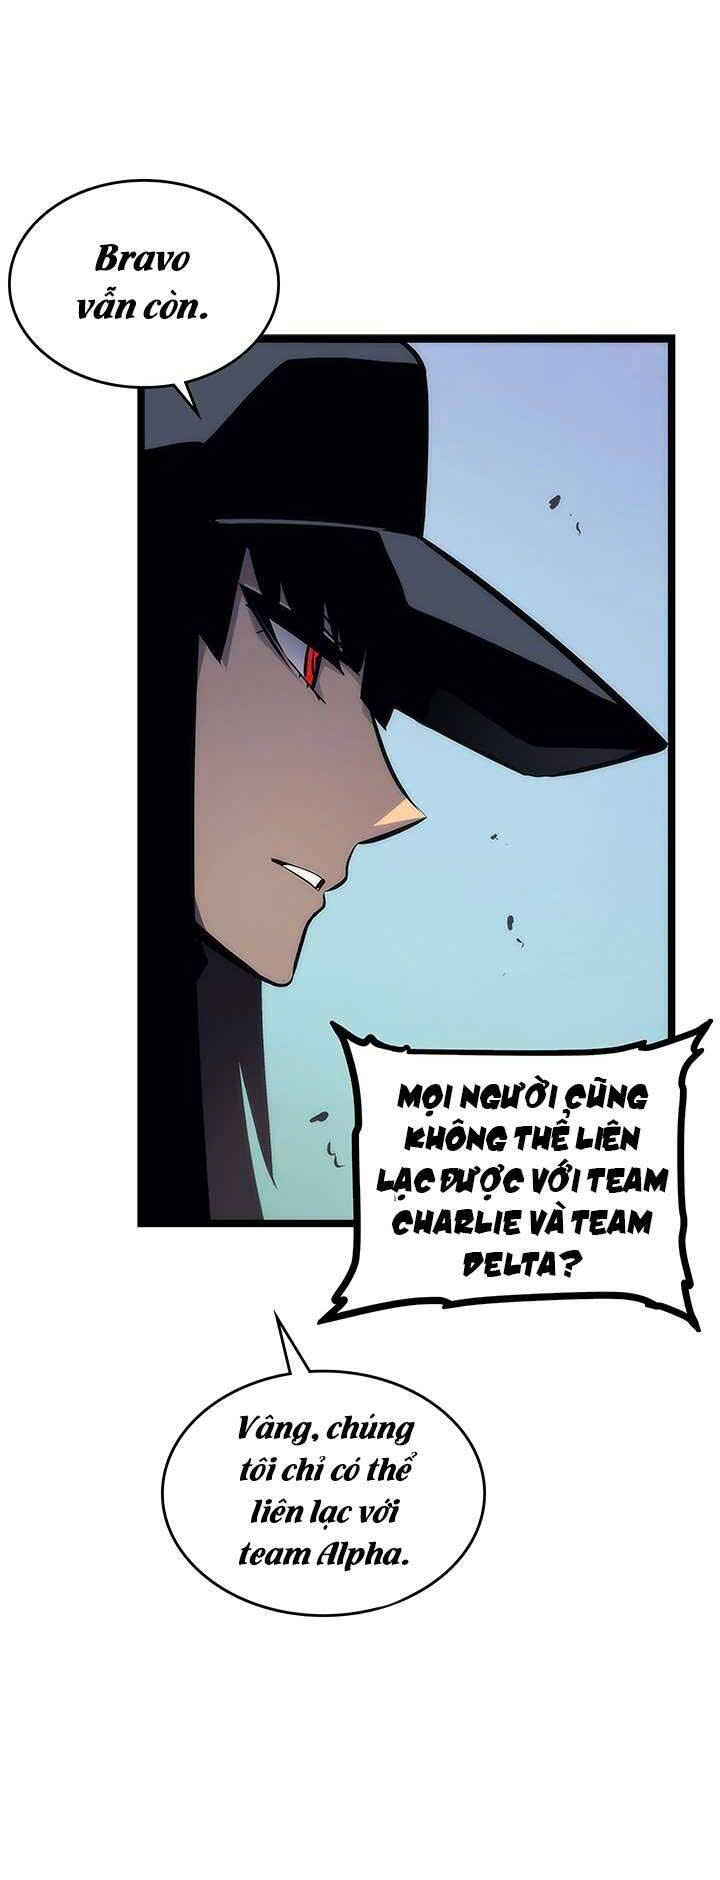 Bravo
vẫn còn.
MỌI NGƯỜI CŨNG
KHÔNG THỂ LIÊN
LẠC ĐƯỢC VỚI TEAM
CHARLIE VÀ TEAM
DELTA?
Vâng, chúng
tôi chỉ có thể
liên lạc với
team Alpha.